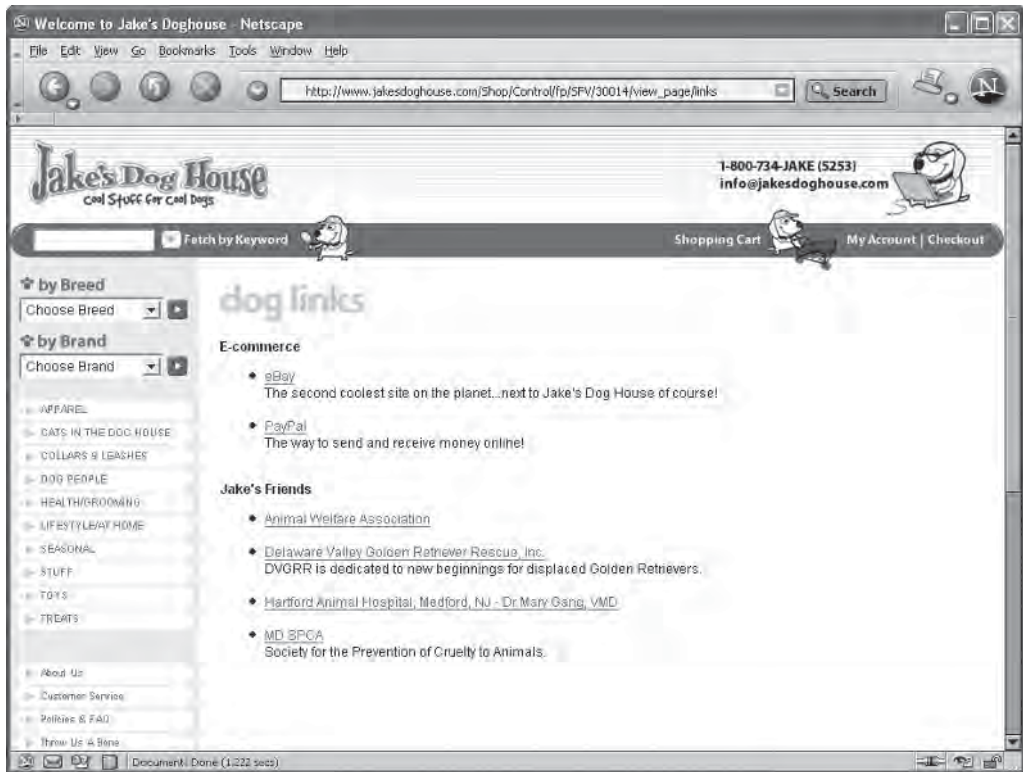 Welcome to Jake's Doghouse - Netscape
File Edit View Go Bookmarks Tools Window Help
http://www.jakesdoghouse.com/Shop/Control/fp/SFV/30014/view_page/links
Search
N
Jake's Dog House
Cool Stuff For Cool Dogs
1-800-734-JAKE (5253)
info@jakesdoghouse.com
Fetch by Keyword
Shopping Cart
My Account | Checkout
by Breed
Choose Breed
by Brand
Choose Brand
APPAREL
CATS IN THE DOG HOUSE
COLLARS & LEASHES
DOG PEOPLE
HEALTH/GROOMING
LIFESTYLE/AT HOME
SEASONAL
STUFF
TOYS
TREATS
About Us
Customer Service
Policies & FAQ
Throw Us A Bone
dog links
E-commerce
eBay
The second coolest site on the planet...next to Jake's Dog House of course!
PayPal
The way to send and receive money online!
Jake's Friends
Animal Welfare Association
Delaware Valley Golden Retriever Rescue, Inc.
DVGRR is dedicated to new beginnings for displaced Golden Retrievers.
Hartford Animal Hospital, Medford, NJ - Dr Mary Gang, VMD
MD SPCA
Society for the Prevention of Cruelty to Animals.
Document: Done (1.222 secs)